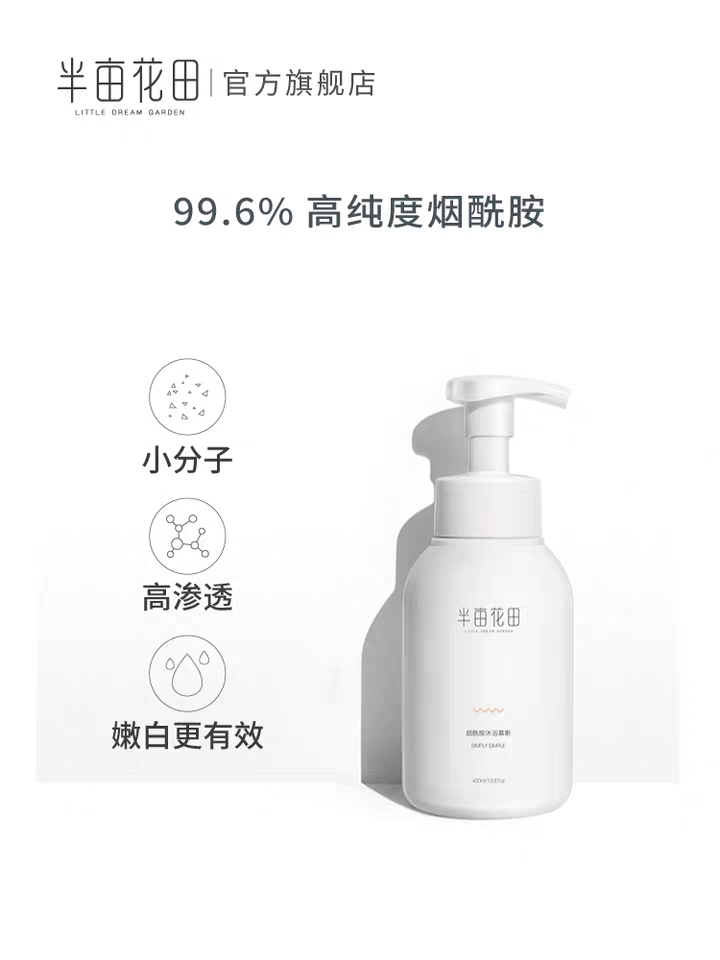 半亩花田|官方旗舰店
LITTLE DREAM GARDEN
99.6% 高纯度烟酰胺
小分子
高渗透
嫩白更有效
半亩花田
LITTLE DREAM GARDEN
烟酰胺沐浴慕斯
SIMPLY SIMPLE
400ml/13.67oz